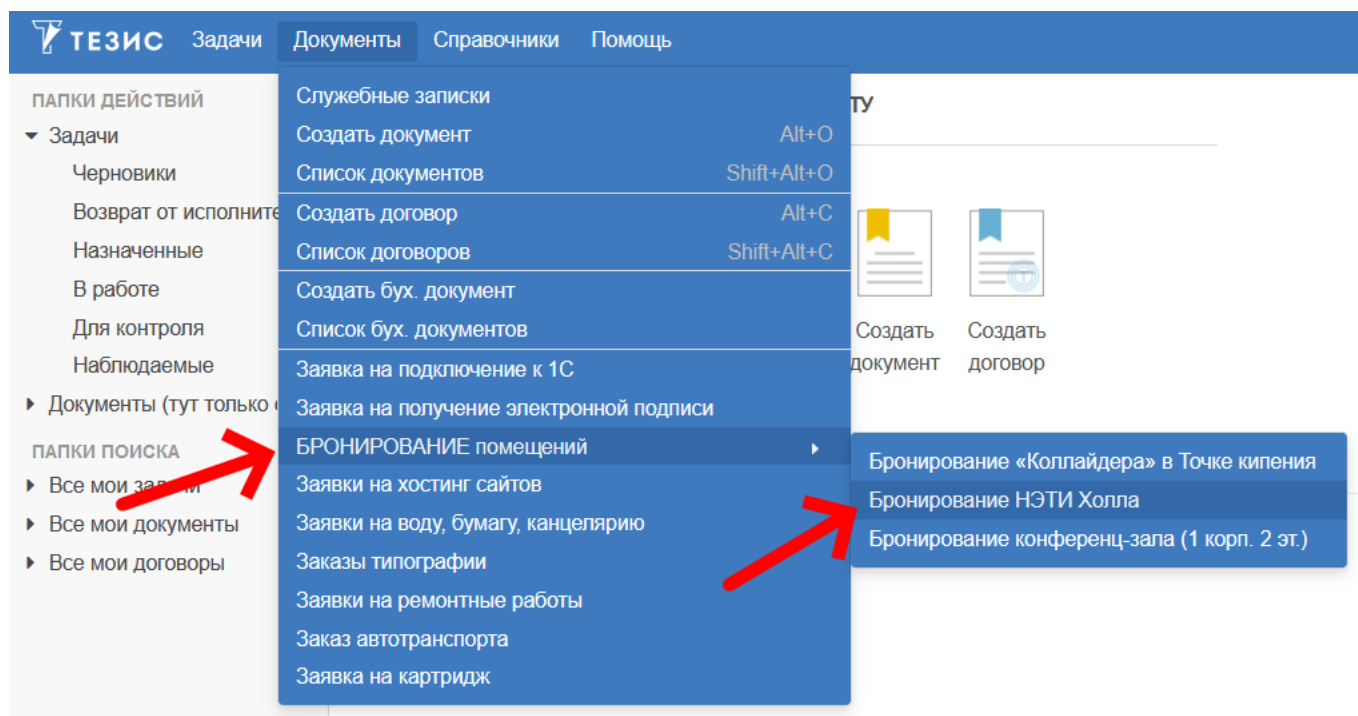 ТЕЗИС Задачи Документы Справочники Помощь
ПАПКИ ДЕЙСТВИЙ
Задачи
Черновики
Возврат от исполните
Назначенные
В работе
Для контроля
Наблюдаемые
Документы (тут только
ПАПКИ ПОИСКА
Все мои задачи
Все мои документы
Все мои договоры
Служебные записки
Создать документ Alt+O
Список документов Shift+Alt+O
Создать договор Alt+C
Список договоров Shift+Alt+C
Создать бух. документ
Список бух. документов
Заявка на подключение к 1С
Заявка на получение электронной подписи
БРОНИРОВАНИЕ помещений
Заявки на хостинг сайтов
Заявки на воду, бумагу, канцелярию
Заказы типографии
Заявки на ремонтные работы
Заказ автотранспорта
Заявка на картридж
Бронирование «Коллайдера» в Точке кипения
Бронирование НЭТИ Холла
Бронирование конференц-зала (1 корп. 2 эт.)
ТУ
Создать
документ
Создать
договор